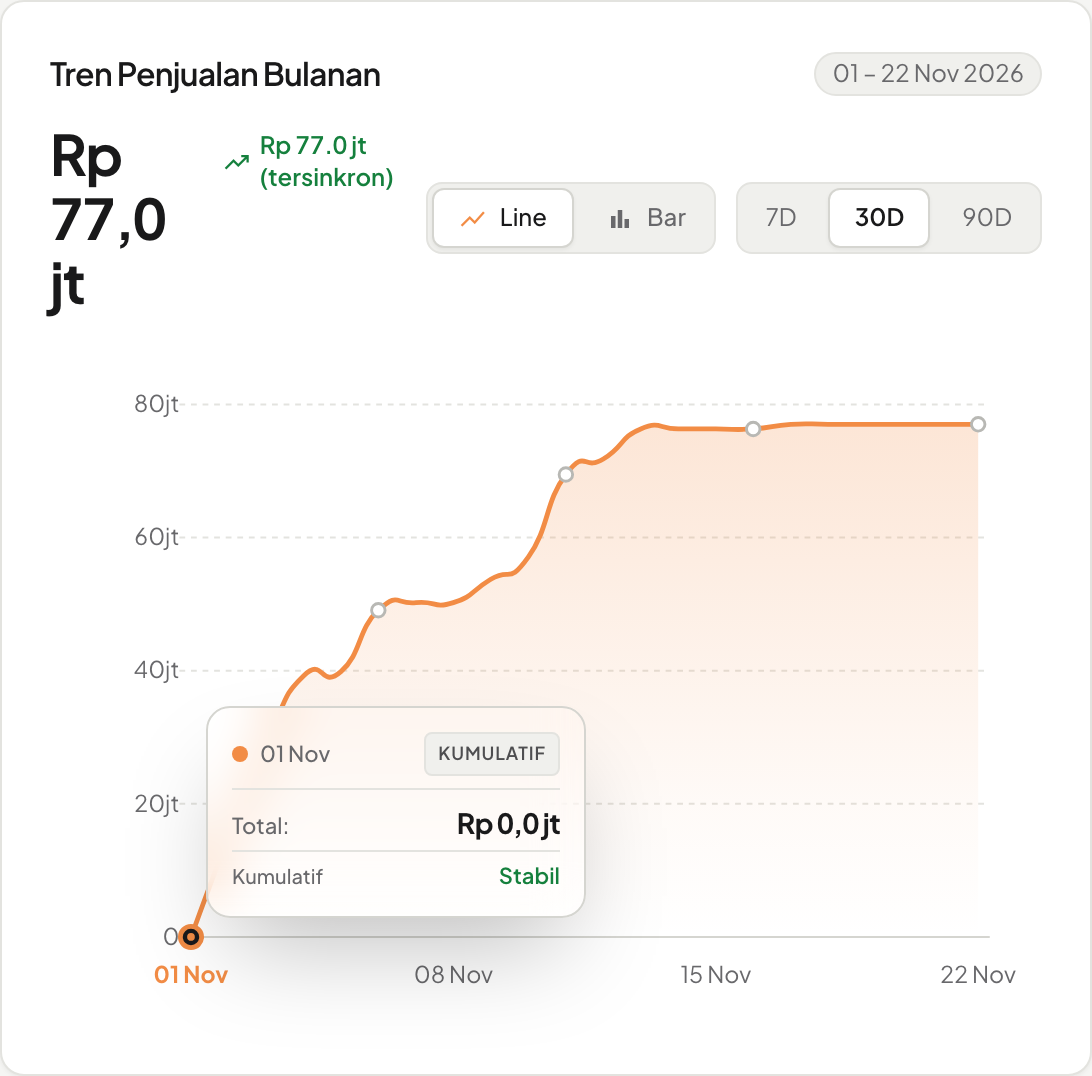 Tren Penjualan Bulanan
01 – 22 Nov 2026
Rp
77,0
jt
Rp 77.0 jt
(tersinkron)
Line
Bar
7D
30D
90D
80jt
60jt
40jt
20jt
0
01 Nov
KUMULATIF
Total:
Rp 0,0 jt
Kumulatif
Stabil
01 Nov
08 Nov
15 Nov
22 Nov